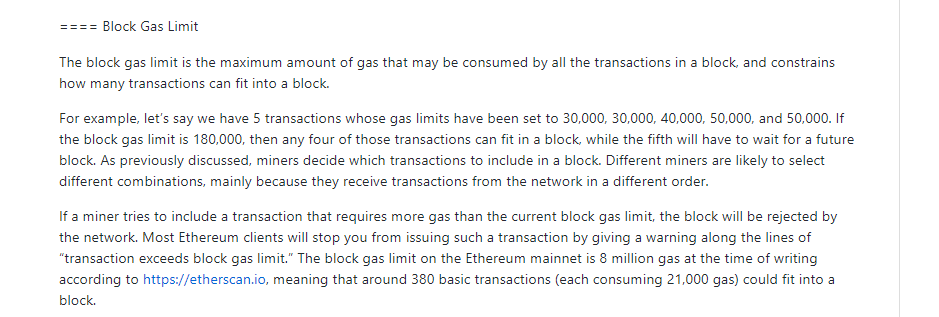 ==== Block Gas Limit
The block gas limit is the maximum amount of gas that may be consumed by all the transactions in a block, and constrains
how many transactions can fit into a block.
For example, let’s say we have 5 transactions whose gas limits have been set to 30,000, 30,000, 40,000, 50,000, and 50,000. If
the block gas limit is 180,000, then any four of those transactions can fit in a block, while the fifth will have to wait for a future
block. As previously discussed, miners decide which transactions to include in a block. Different miners are likely to select
different combinations, mainly because they receive transactions from the network in a different order.
If a miner tries to include a transaction that requires more gas than the current block gas limit, the block will be rejected by
the network. Most Ethereum clients will stop you from issuing such a transaction by giving a warning along the lines of
“transaction exceeds block gas limit.” The block gas limit on the Ethereum mainnet is 8 million gas at the time of writing
according to https://etherscan.io, meaning that around 380 basic transactions (each consuming 21,000 gas) could fit into a
block.